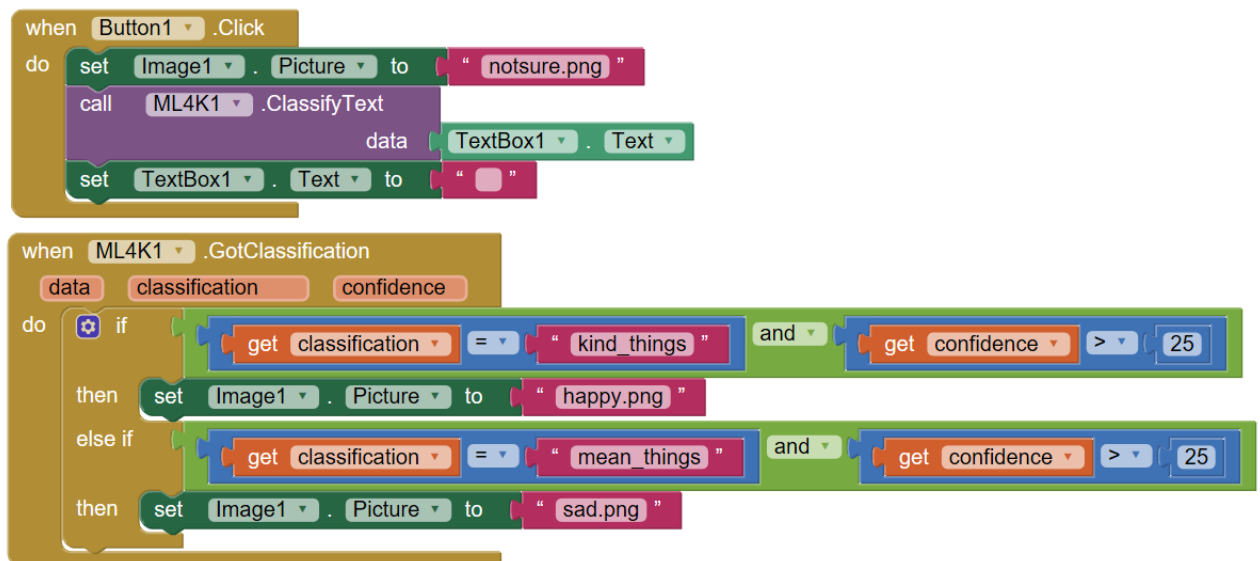 when Button1 .Click
do set Image1 . Picture to “ notsure.png ”
call ML4K1 .ClassifyText
data TextBox1 . Text
set TextBox1 . Text to “ ”
when ML4K1 .GotClassification
data classification confidence
do if get classification = “ kind_things ” and get confidence > 25
then set Image1 . Picture to “ happy.png ”
else if get classification = “ mean_things ” and get confidence > 25
then set Image1 . Picture to “ sad.png ”